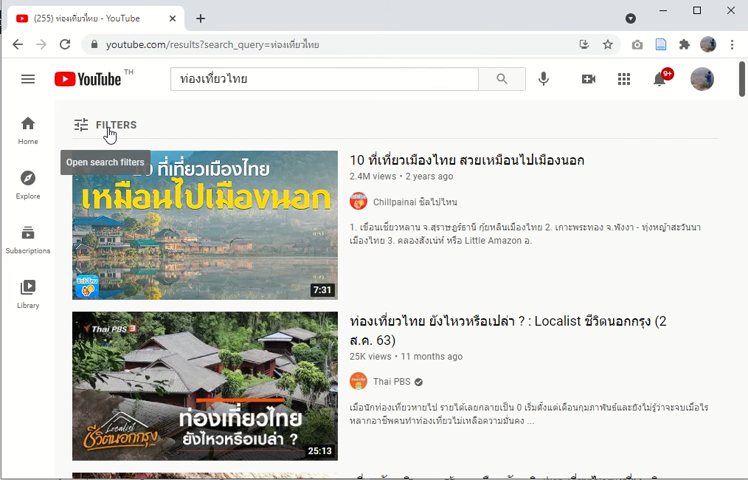 (255) ท่องเที่ยวไทย - YouTube
youtube.com/results?search_query=ท่องเที่ยวไทย
YouTube TH
ท่องเที่ยวไทย
9+
FILTERS
Open search filters
Home
Explore
Subscriptions
Library
10 ที่เที่ยวเมืองไทย
เหมือนไปเมืองนอก
7:31
10 ที่เที่ยวเมืองไทย สวยเหมือนไปเมืองนอก
2.4M views • 2 years ago
Chillpainai ชิลไปไหน
1. เขื่อนเชี่ยวหลาน จ.สุราษฎร์ธานี กุ้ยหลินเมืองไทย 2. เกาะพระทอง จ.พังงา - ทุ่งหญ้าสะวันนา
เมืองไทย 3. คลองสังเน่ห์ หรือ Little Amazon อ.
Thai PBS 3
Localist
ชีวิตนอกกรุง
ท่องเที่ยวไทย
ยังไหวหรือเปล่า ?
25:13
ท่องเที่ยวไทย ยังไหวหรือเปล่า ? : Localist ชีวิตนอกกรุง (2
ส.ค. 63)
25K views • 11 months ago
Thai PBS
เมื่อนักท่องเที่ยวหายไป รายได้เลยกลายเป็น 0 เริ่มตั้งแต่เดือนกุมภาพันธ์และยังไม่รู้ว่าจะจบเมื่อไร
หลากอาชีพคนทำท่องเที่ยวไม่เหลือความมั่นคง ...